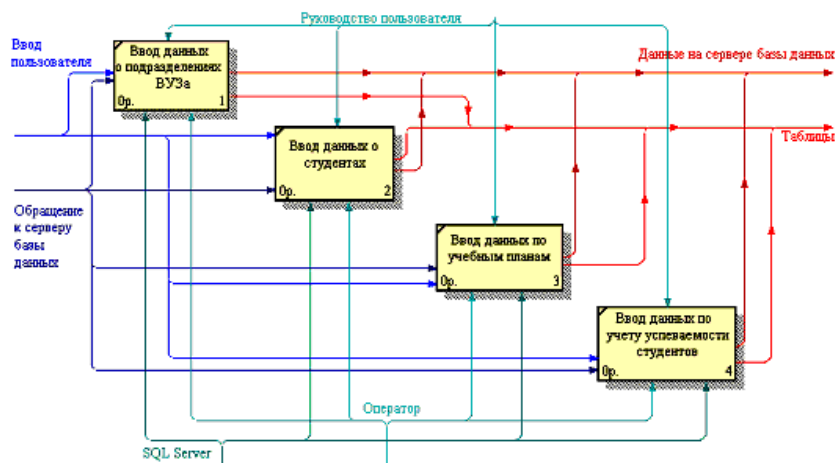 Руководство пользователя
Ввод
пользователя
Ввод данных
о подразделениях
ВУЗа
0р. 1
Данные на сервере базы данных
Таблицы
Ввод данных о
студентах
0р. 2
Обращение
к серверу
базы
данных
Ввод данных по
учебным планам
0р. 3
Ввод данных по
учету успеваемости
студентов
0р. 4
Оператор
SQL Server